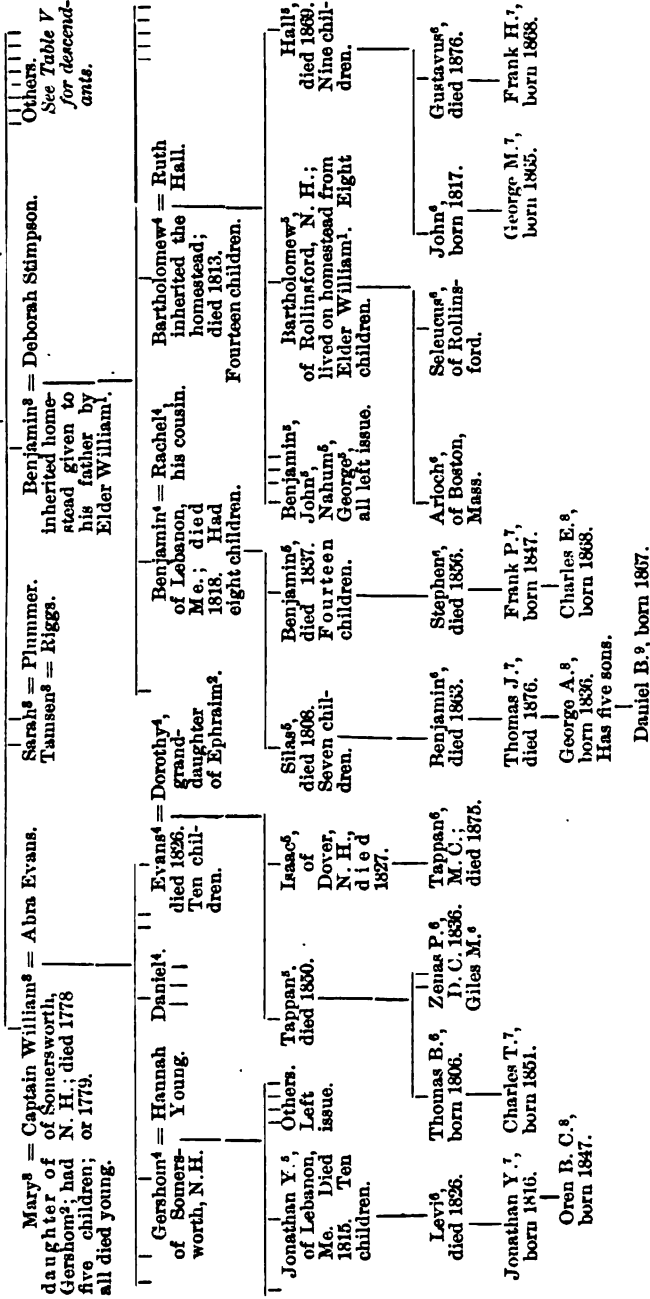 Mary³ = Captain William³ = Abra Evans.
daughter of of Somersworth,
Gershom²; had N. H.; died 1778
five children; or 1779.
all died young.
Sarah³ = Plummer.
Tamsen³ = Riggs.
Benjamin³ = Deborah Stimpson.
inherited home-
stead given to
his father by
Elder William¹.
Others.
See Table V
for descend-
ants.
Gershom⁴ = Hannah
of Somers- Young.
worth, N.H.
Daniel⁴.
Evans⁴ = Dorothy⁴,
died 1826. grand-
Ten chil- daughter
dren. of Ephraim².
Benjamin⁴ = Rachel⁴,
of Lebanon, his cousin.
Me.; died
1818. Had
eight children.
Bartholomew⁴ = Ruth
inherited the Hall.
homestead;
died 1813.
Fourteen children.
Jonathan Y.⁵
of Lebanon,
Me. Died
1815. Ten
children.
Others.
Left
issue.
Tappan⁵.
died 1850.
Isaac⁵,
of
Dover,
N. H.,
died
1827.
Silas⁵,
died 1808.
Seven chil-
dren.
Benjamin⁵,
died 1837.
Fourteen
children.
Benjamin⁵,
John⁵,
Nahum⁵,
George⁵,
all left issue.
Bartholomew⁵,
of Rollinsford, N. H.;
lived on homestead from
Elder William¹. Eight
children.
Hall⁵,
died 1869.
Nine chil-
dren.
Levi⁶,
died 1826.
Thomas B.⁶,
born 1806.
Zenas P.⁶,
D. C. 1836.
Giles M.⁶
Tappan⁶,
M. C.;
died 1875.
Benjamin⁶,
died 1863.
Stephen⁶,
died 1856.
Arioch⁶,
of Boston,
Mass.
Seleucus⁶,
of Rollins-
ford.
John⁶,
born 1817.
Gustavus⁶,
died 1876.
Jonathan Y.⁷,
born 1816.
Charles T.⁷,
born 1851.
Thomas J.⁷,
died 1876.
Frank P.⁷,
born 1847.
George M.⁷,
born 1865.
Frank H.⁷,
born 1868.
Oren B. C.⁸,
born 1847.
George A.⁸,
born 1836.
Has five sons.
Charles E.⁸,
born 1868.
Daniel B.⁹, born 1867.